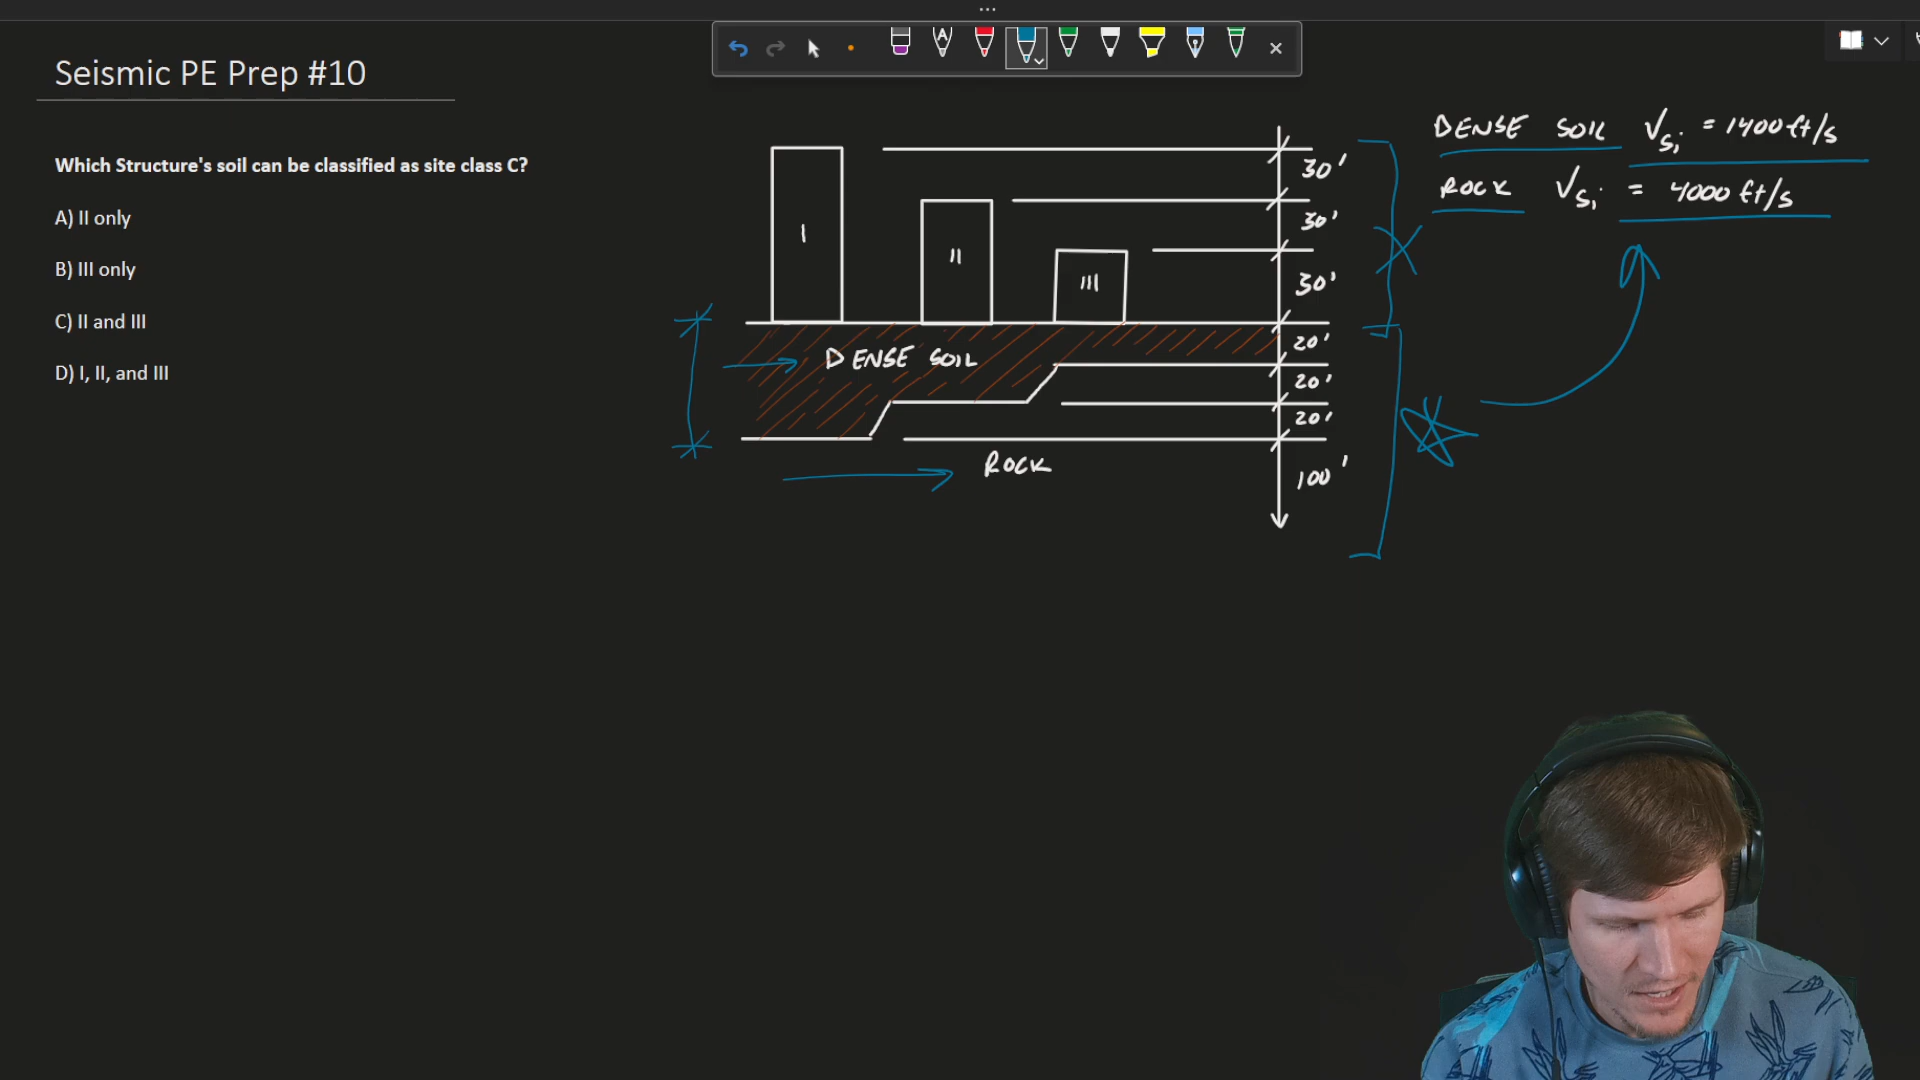 Seismic PE Prep #10
Which Structure's soil can be classified as site class C?
A) II only
B) III only
C) II and III
D) I, II, and III
I
II
III
DENSE SOIL
ROCK
30'
30'
30'
20'
20'
20'
100'
DENSE SOIL Vsi = 1400 ft/s
ROCK Vsi = 4000 ft/s